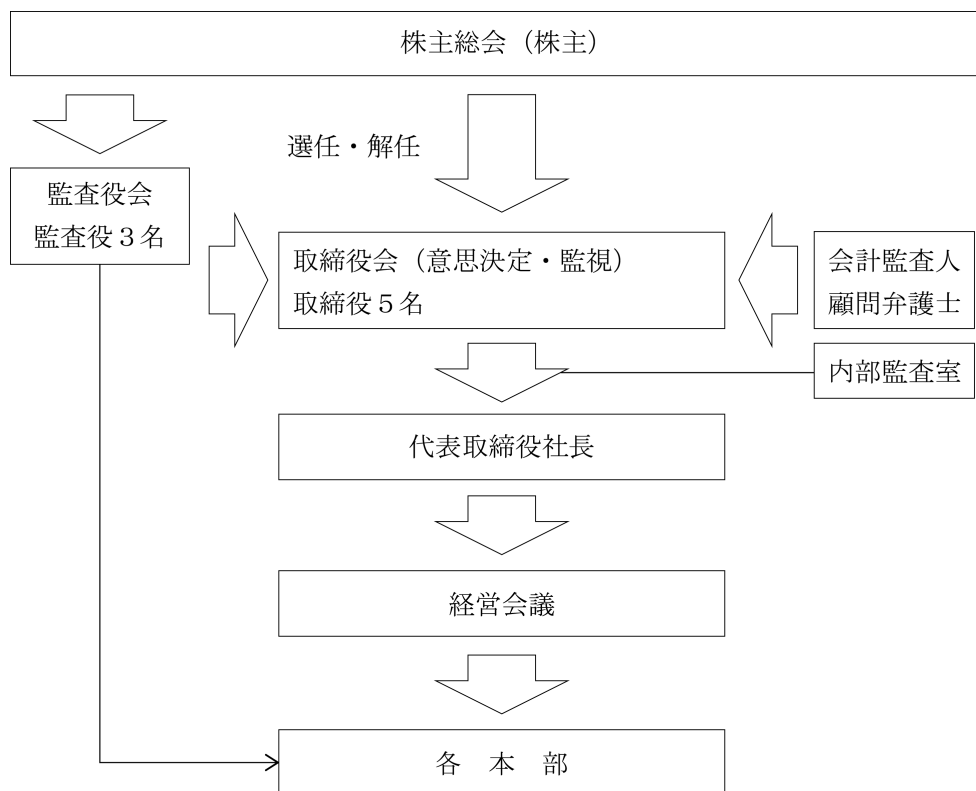 株主総会（株主）
選任・解任
監査役会
監査役３名
取締役会（意思決定・監視）
取締役５名
会計監査人
顧問弁護士
内部監査室
代表取締役社長
経営会議
各　本　部